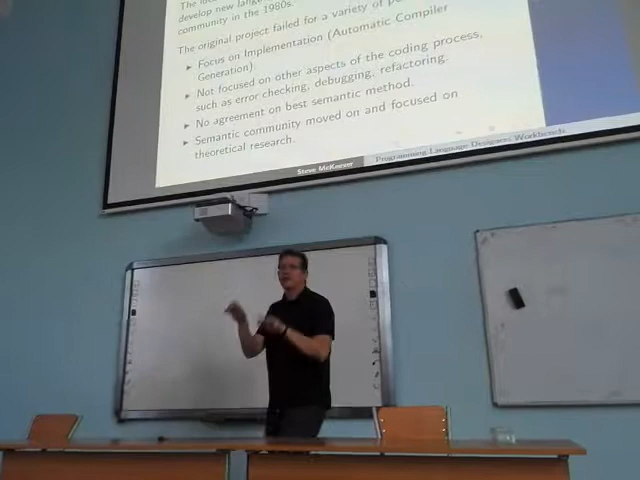 develop new lang
community in the 1980s
The original project failed for a variety of
Focus on Implementation (Automatic Compiler
Generation)
Not focused on other aspects of the coding process,
such as error checking, debugging, refactoring.
No agreement on best semantic method.
Semantic community moved on and focused on
theoretical research.
Steve McKeever
Programming Language Designers Workbench